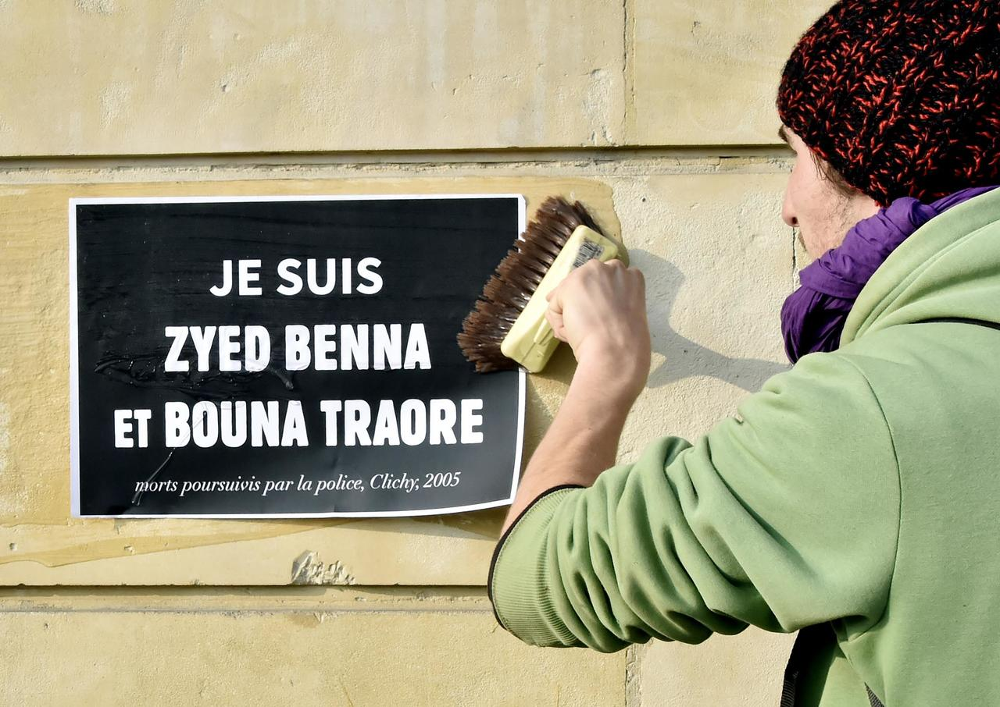 JE SUIS
ZYED BENNA
ET BOUNA TRAORE
morts poursuivis par la police, Clichy, 2005